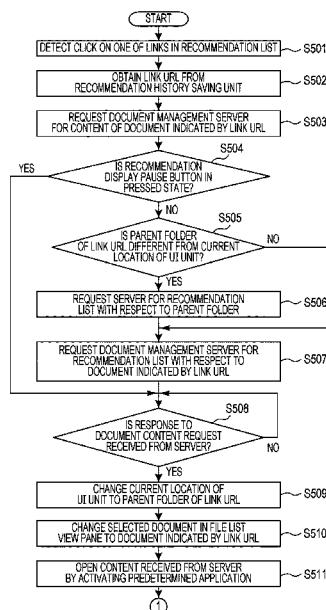 START
DETECT CLICK ON ONE OF LINKS IN RECOMMENDATION LIST
S501
OBTAIN LINK URL FROM
RECOMMENDATION HISTORY SAVING UNIT
S502
REQUEST DOCUMENT MANAGEMENT SERVER
FOR CONTENT OF DOCUMENT INDICATED BY LINK URL
S503
S504
IS RECOMMENDATION
DISPLAY PAUSE BUTTON IN
PRESSED STATE?
YES
NO
S505
IS PARENT FOLDER
OF LINK URL DIFFERENT FROM CURRENT
LOCATION OF UI UNIT?
NO
YES
REQUEST SERVER FOR RECOMMENDATION
LIST WITH RESPECT TO PARENT FOLDER
S506
REQUEST DOCUMENT MANAGEMENT SERVER FOR
RECOMMENDATION LIST WITH RESPECT TO
DOCUMENT INDICATED BY LINK URL
S507
S508
IS RESPONSE TO
DOCUMENT CONTENT REQUEST
RECEIVED FROM SERVER?
NO
YES
CHANGE CURRENT LOCATION OF
UI UNIT TO PARENT FOLDER OF LINK URL
S509
CHANGE SELECTED DOCUMENT IN FILE LIST
VIEW PANE TO DOCUMENT INDICATED BY LINK URL
S510
OPEN CONTENT RECEIVED FROM SERVER
BY ACTIVATING PREDETERMINED APPLICATION
S511
1